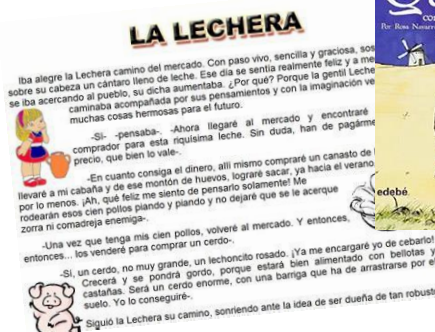 LA LECHERA
Iba alegre la Lechera camino del mercado. Con paso vivo, sencilla y graciosa, sos
sobre su cabeza un cántaro lleno de leche. Ese día se sentía realmente feliz y a me
se iba acercando al pueblo, su dicha aumentaba. ¿Por qué? Porque la gentil Leche
caminaba acompañada por sus pensamientos y con la imaginación ve
muchas cosas hermosas para el futuro.
-Sí- -pensaba-. -Ahora llegaré al mercado y encontraré
comprador para esta riquísima leche. Sin duda, han de pagárme
precio, que bien lo vale-.
-En cuanto consiga el dinero, allí mismo compraré un canasto de
llevaré a mi cabaña y de ese montón de huevos, lograré sacar, ya hacia el verano
por lo menos. ¡Ah, qué feliz me siento de pensarlo solamente! Me
rodearán esos cien pollos piando y piando y no dejaré que se le acerque
zorra ni comadreja enemiga-.
-Una vez que tenga mis cien pollos, volveré al mercado. Y entonces,
entonces... los venderé para comprar un cerdo-.
-Sí, un cerdo, no muy grande, un lechoncito rosado. ¡Ya me encargaré yo de cebarlo!
Crecerá y se pondrá gordo, porque estará bien alimentado con bellotas y
castañas. Será un cerdo enorme, con una barriga que ha de arrastrarse por el
suelo. Yo lo conseguiré-.
Siguió la Lechera su camino, sonriendo ante la idea de ser dueña de tan robust
con
Por Rosa Navarr
edebé